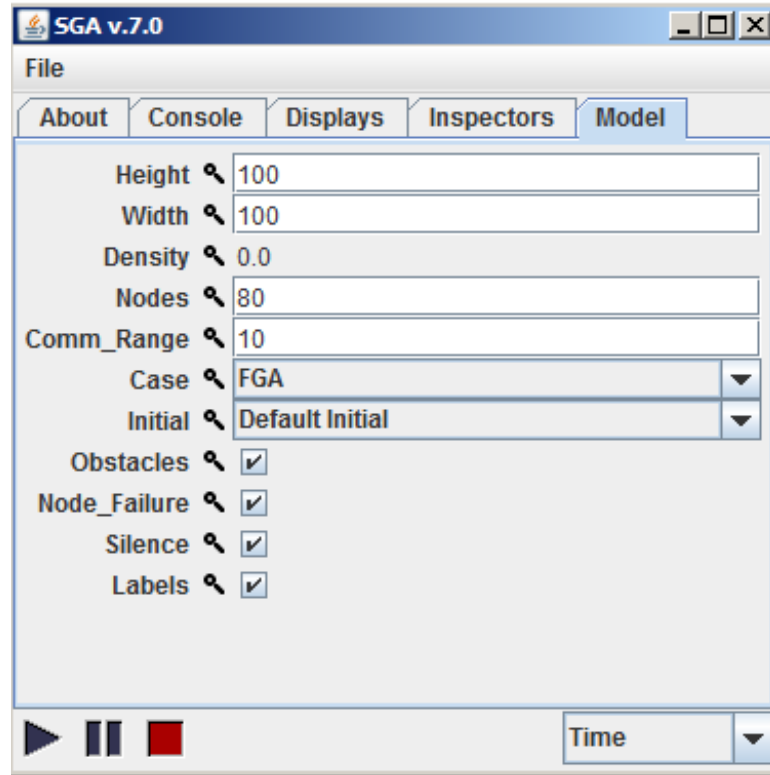 SGA v.7.0
File
About Console Displays Inspectors Model
Height 100
Width 100
Density 0.0
Nodes 80
Comm_Range 10
Case FGA
Initial Default Initial
Obstacles
Node_Failure
Silence
Labels
Time